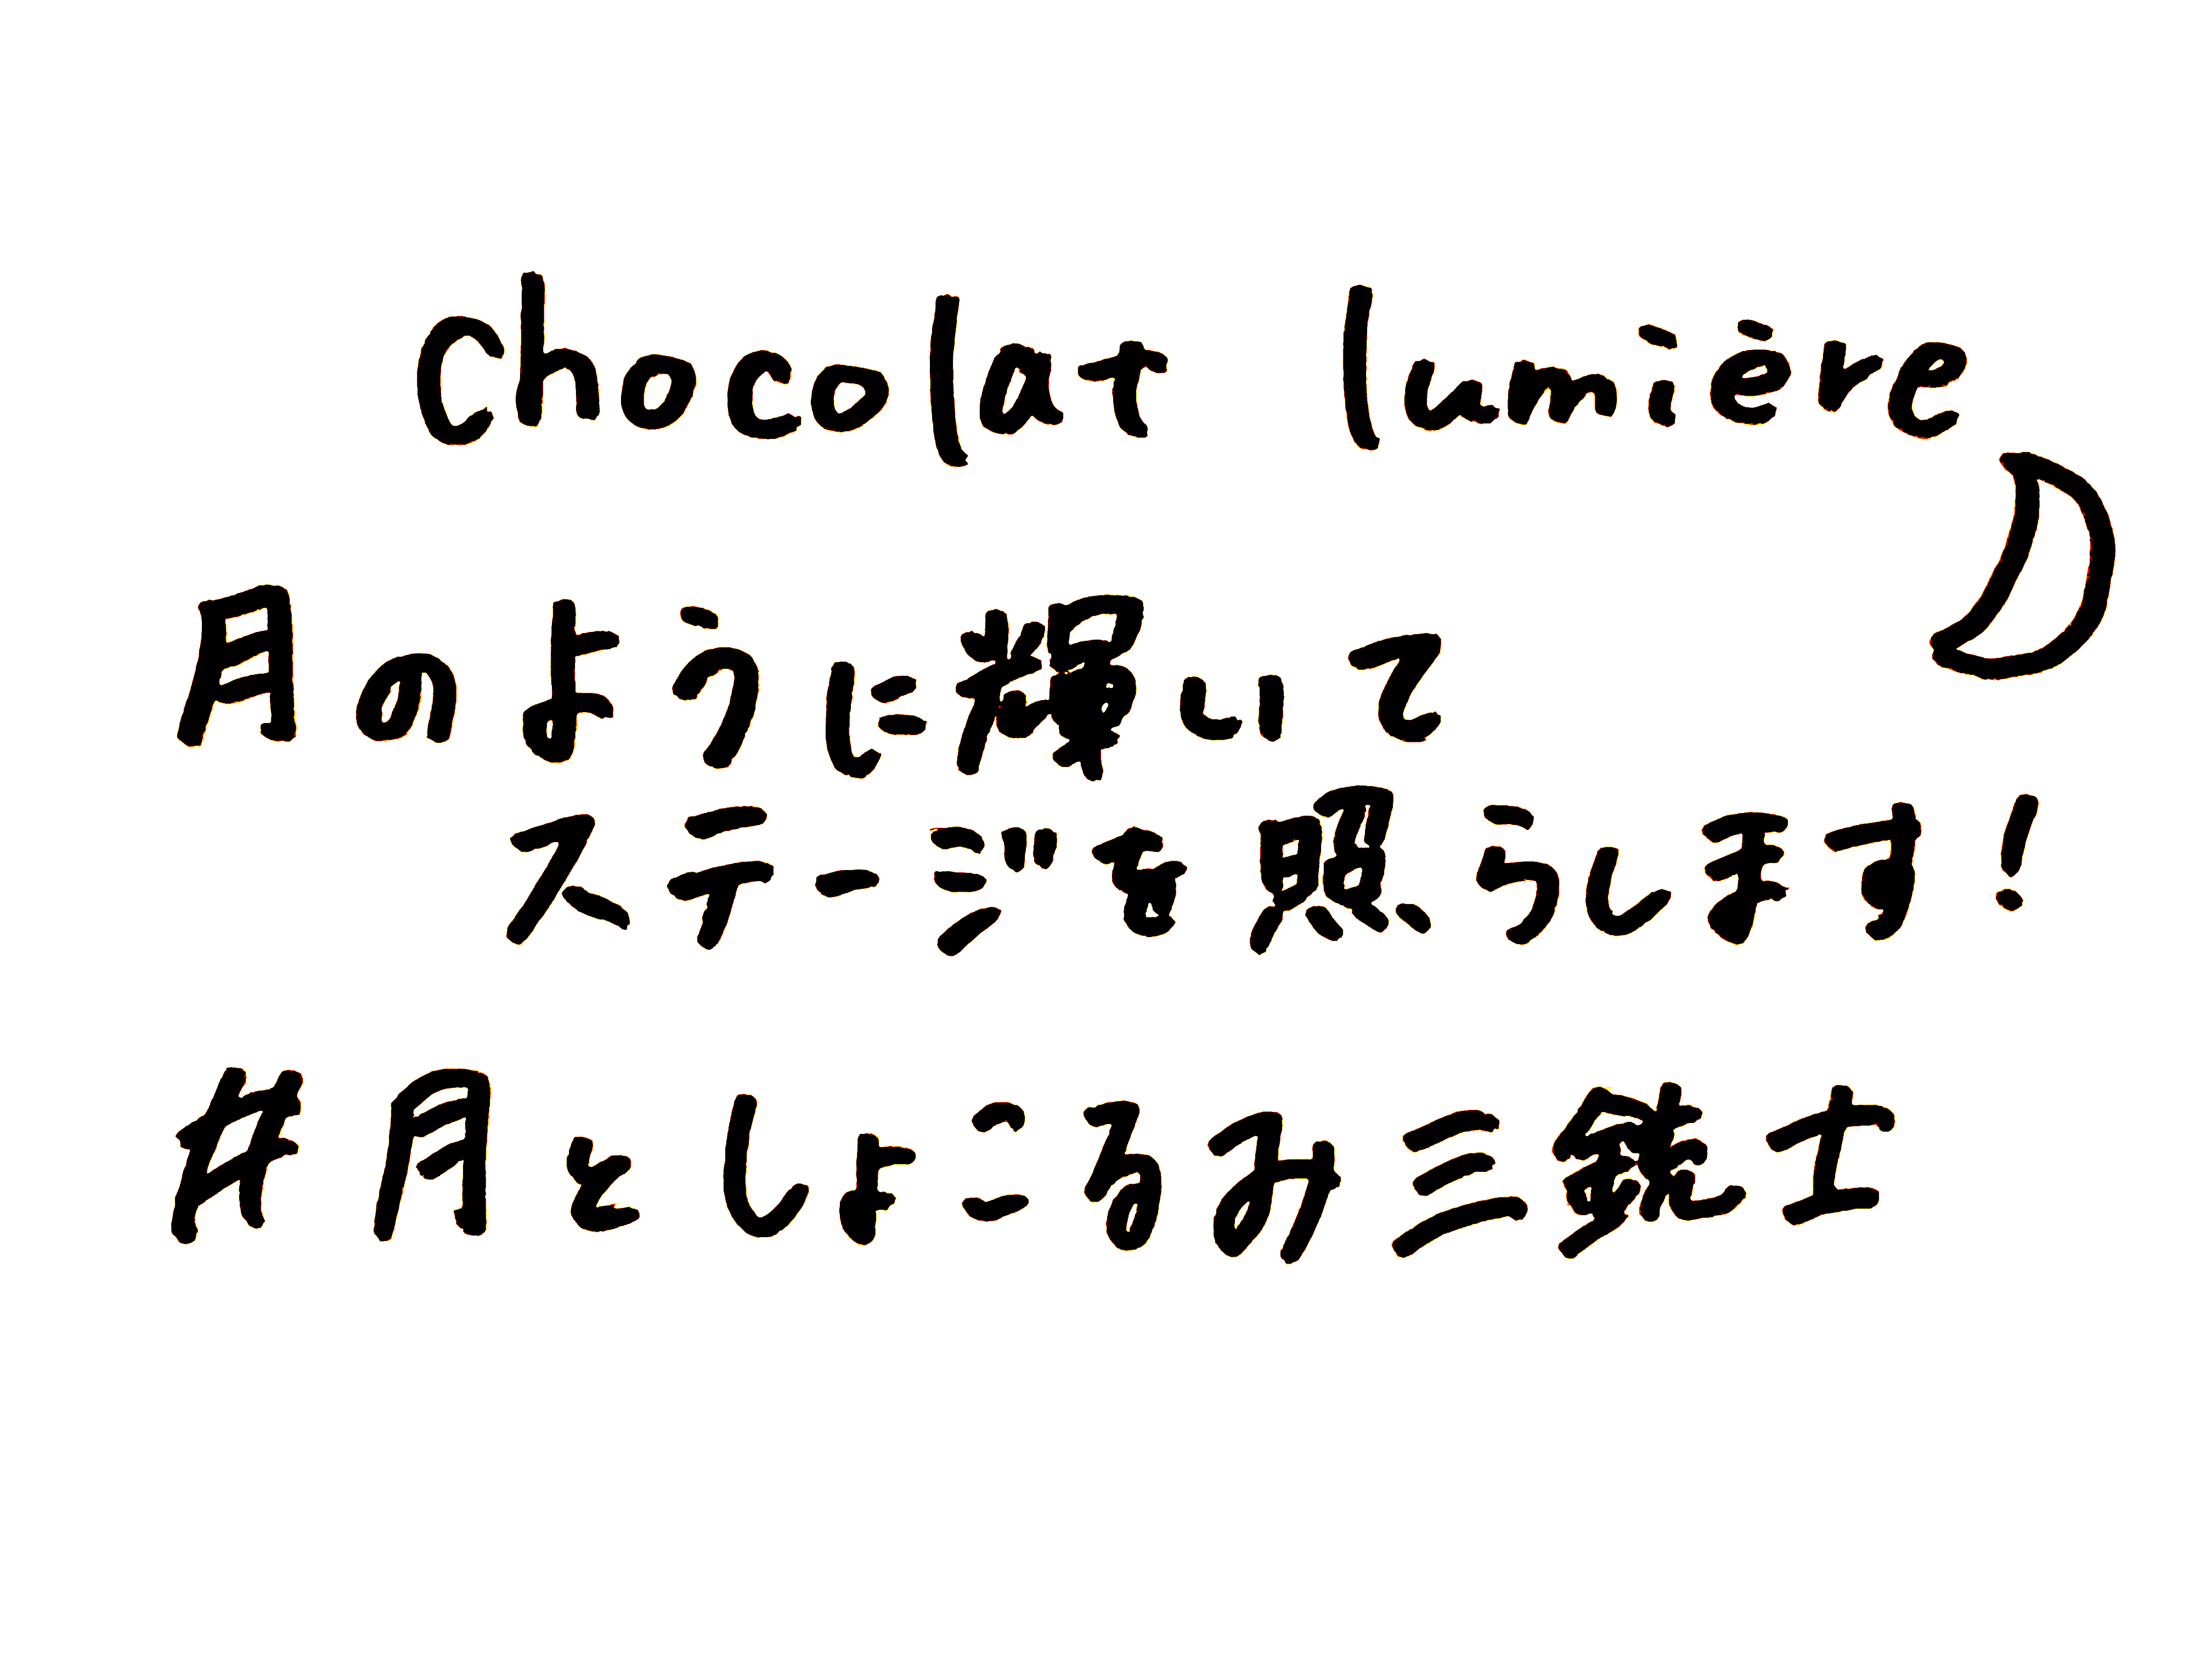 chocolat lumière
月のように輝いて
ステージを照らします!
#月としょこるみ三銃士